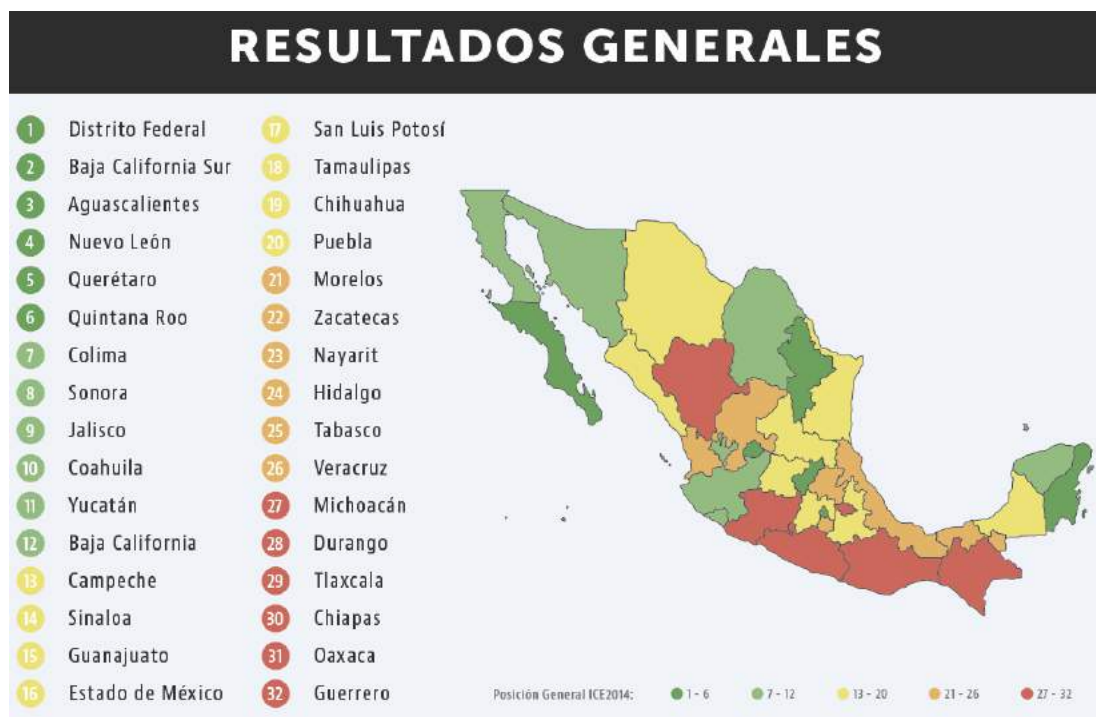 RESULTADOS GENERALES
1 Distrito Federal
2 Baja California Sur
3 Aguascalientes
4 Nuevo León
5 Querétaro
6 Quintana Roo
7 Colima
8 Sonora
9 Jalisco
10 Coahuila
11 Yucatán
12 Baja California
13 Campeche
14 Sinaloa
15 Guanajuato
16 Estado de México
17 San Luis Potosí
18 Tamaulipas
19 Chihuahua
20 Puebla
21 Morelos
22 Zacatecas
23 Nayarit
24 Hidalgo
25 Tabasco
26 Veracruz
27 Michoacán
28 Durango
29 Tlaxcala
30 Chiapas
31 Oaxaca
32 Guerrero
Posición General ICE2014: 1 - 6 7 - 12 13 - 20 21 - 26 27 - 32